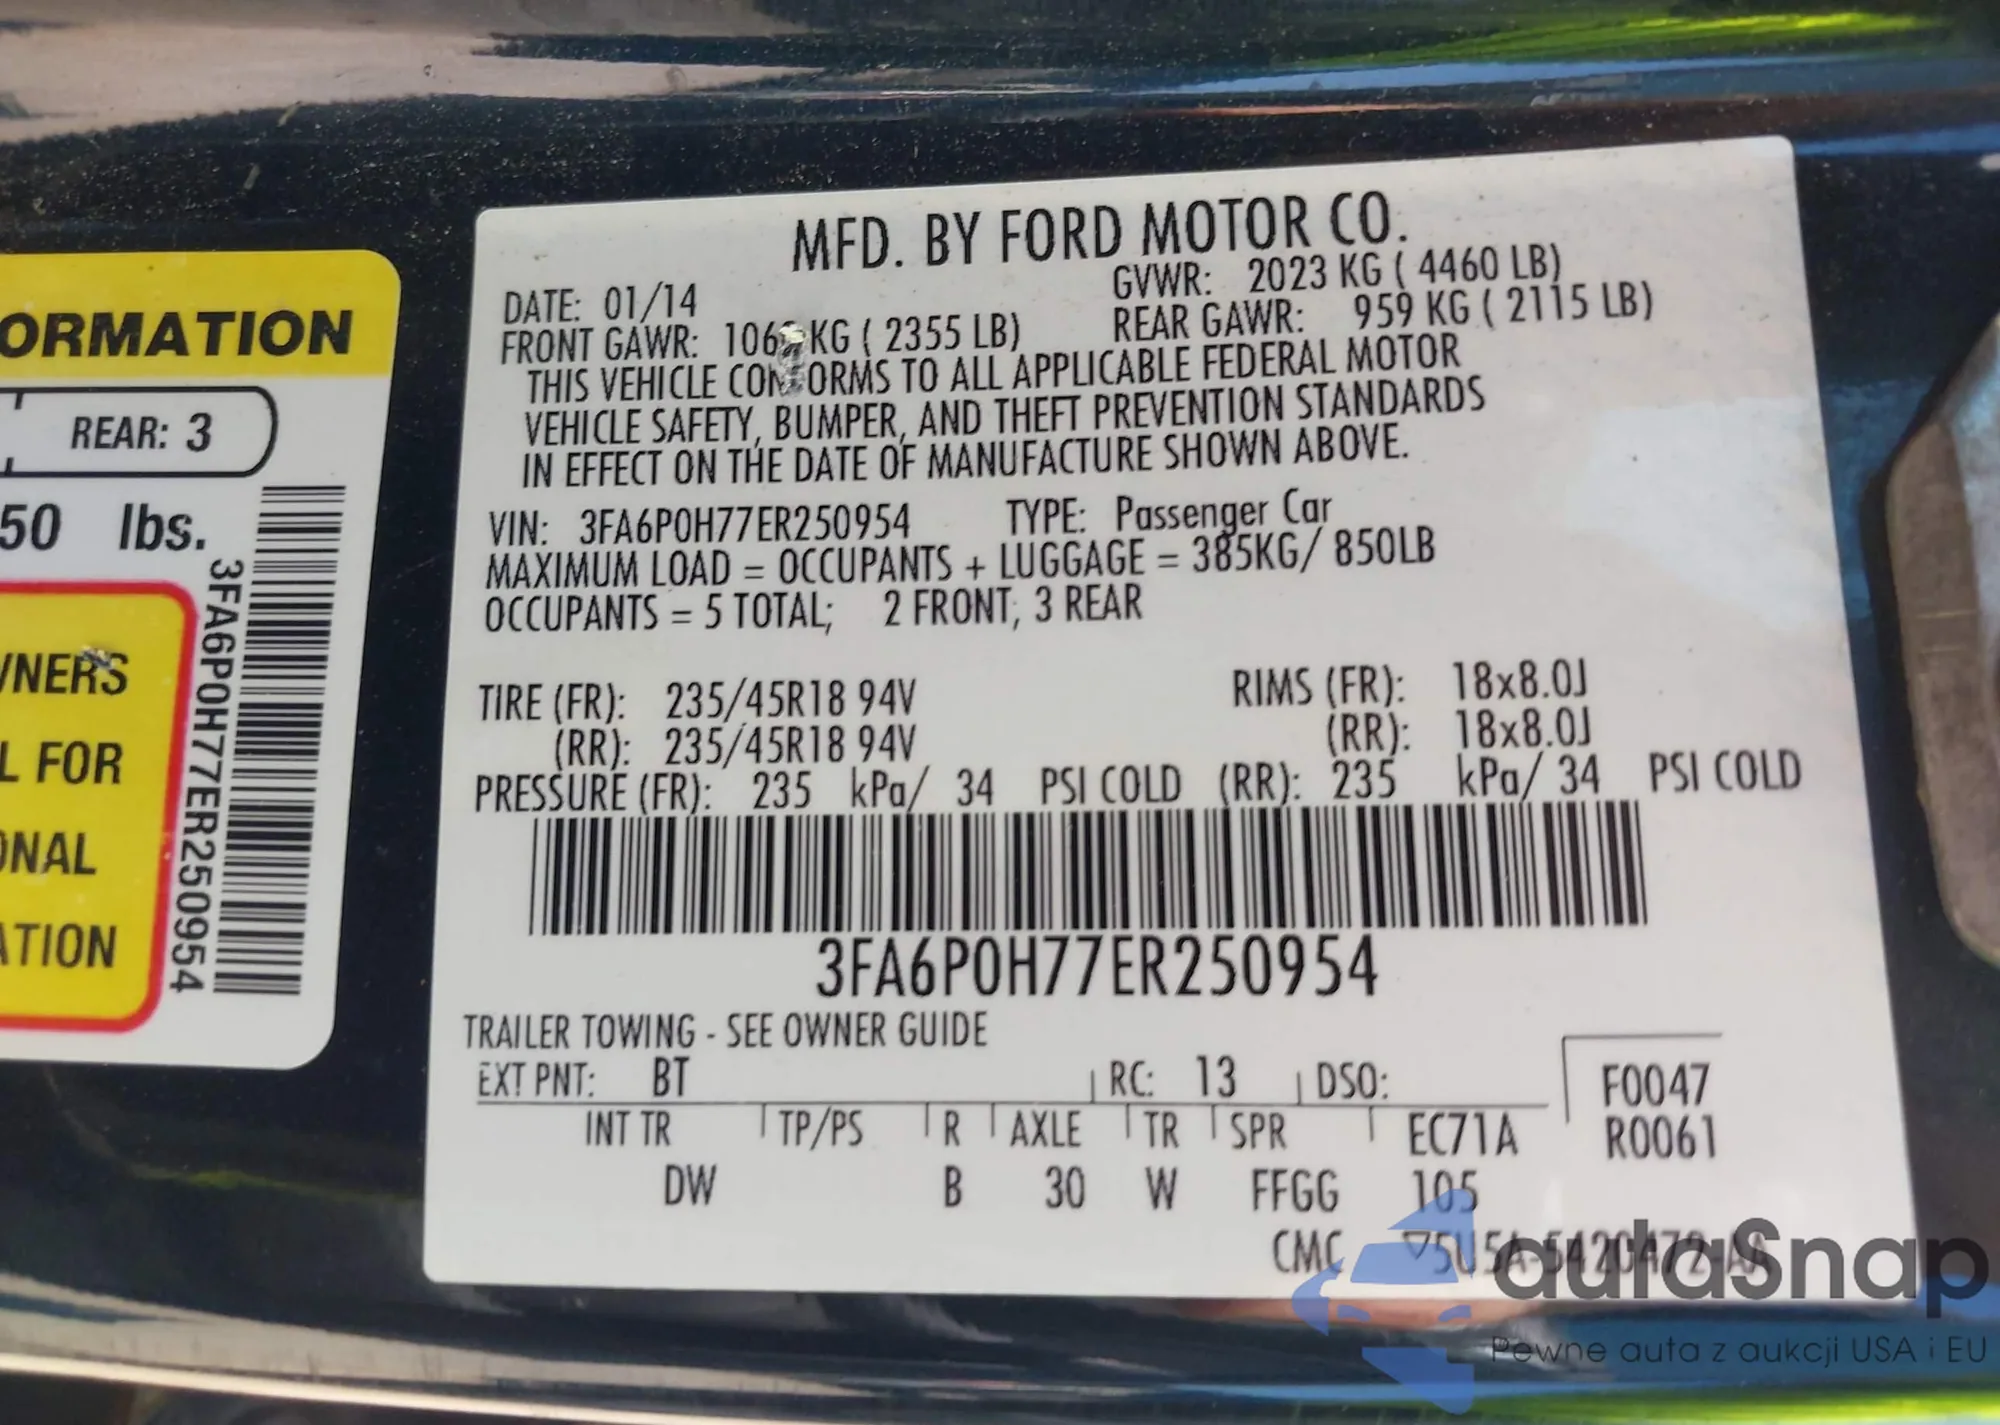 ORMATION
REAR: 3
50 lbs.
WNERS
L FOR
ONAL
ATION
3FA6P0H77ER250954
MFD. BY FORD MOTOR CO.
DATE: 01/14 GVWR: 2023 KG ( 4460 LB)
FRONT GAWR: KG ( 2355 LB) REAR GAWR: 959 KG ( 2115 LB)
THIS VEHICLE CONFORMS TO ALL APPLICABLE FEDERAL MOTOR
VEHICLE SAFETY, BUMPER, AND THEFT PREVENTION STANDARDS
IN EFFECT ON THE DATE OF MANUFACTURE SHOWN ABOVE.
VIN: 3FA6P0H77ER250954 TYPE: Passenger Car
MAXIMUM LOAD = OCCUPANTS + LUGGAGE = 385KG/ 850LB
OCCUPANTS = 5 TOTAL; 2 FRONT, 3 REAR
TIRE (FR): 235/45R18 94V RIMS (FR): 18x8.0J
(RR): 235/45R18 94V (RR): 18x8.0J
PRESSURE (FR): 235 kPa/ 34 PSI COLD (RR): 235 kPa/ 34 PSI COLD
3FA6P0H77ER250954
TRAILER TOWING - SEE OWNER GUIDE
EXT PNT: BT RC: 13 DSO: F0047
INT TR TP/PS R AXLE TR SPR EC71A R0061
DW B 30 W FFGG 105
CMC ▽5U5A-5420472-AA
autaSnap
Pewne auta z aukcji USA i EU